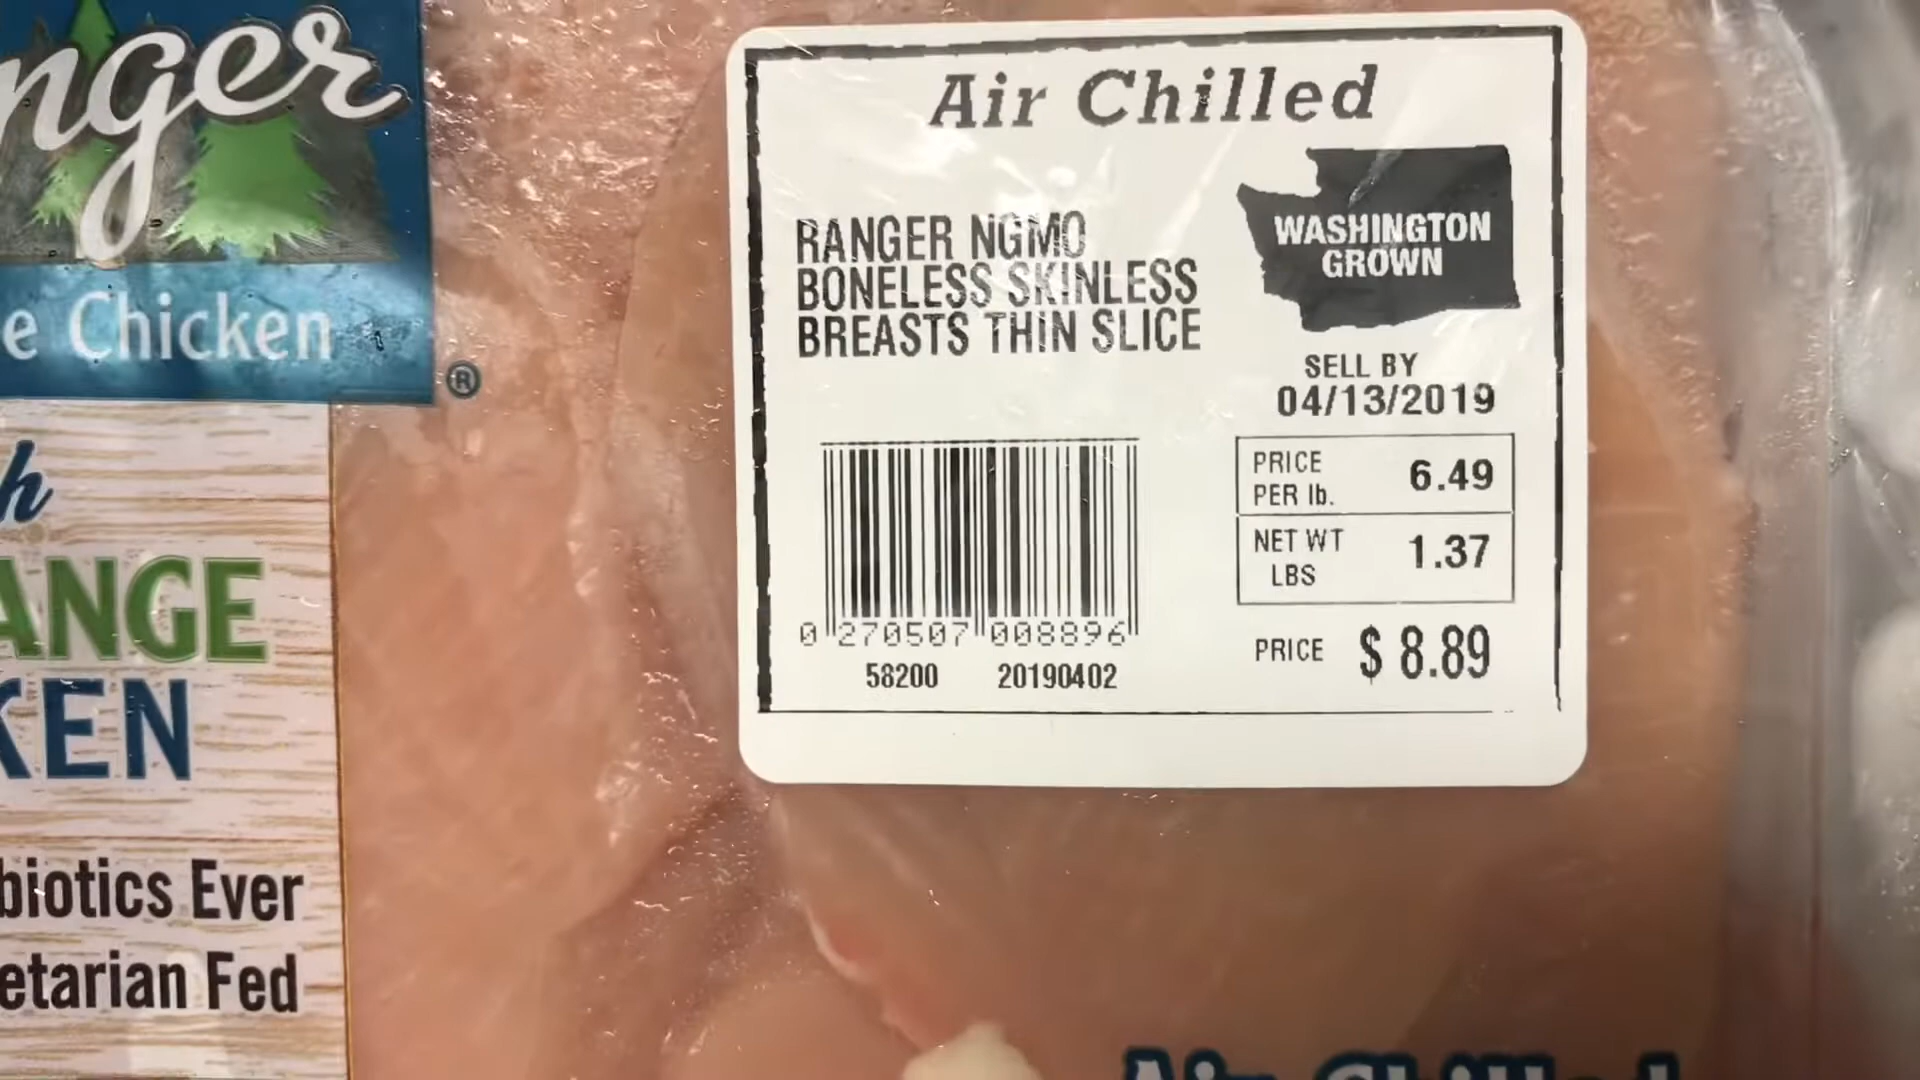 nger
e Chicken
®
h
ANGE
KEN
biotics Ever
etarian Fed
Air Chilled
RANGER NGMO
BONELESS SKINLESS
BREASTS THIN SLICE
WASHINGTON
GROWN
SELL BY
04/13/2019
PRICE
PER lb.
6.49
NET WT
LBS
1.37
PRICE $ 8.89
0 270507 008896
58200 20190402
Air Chilled